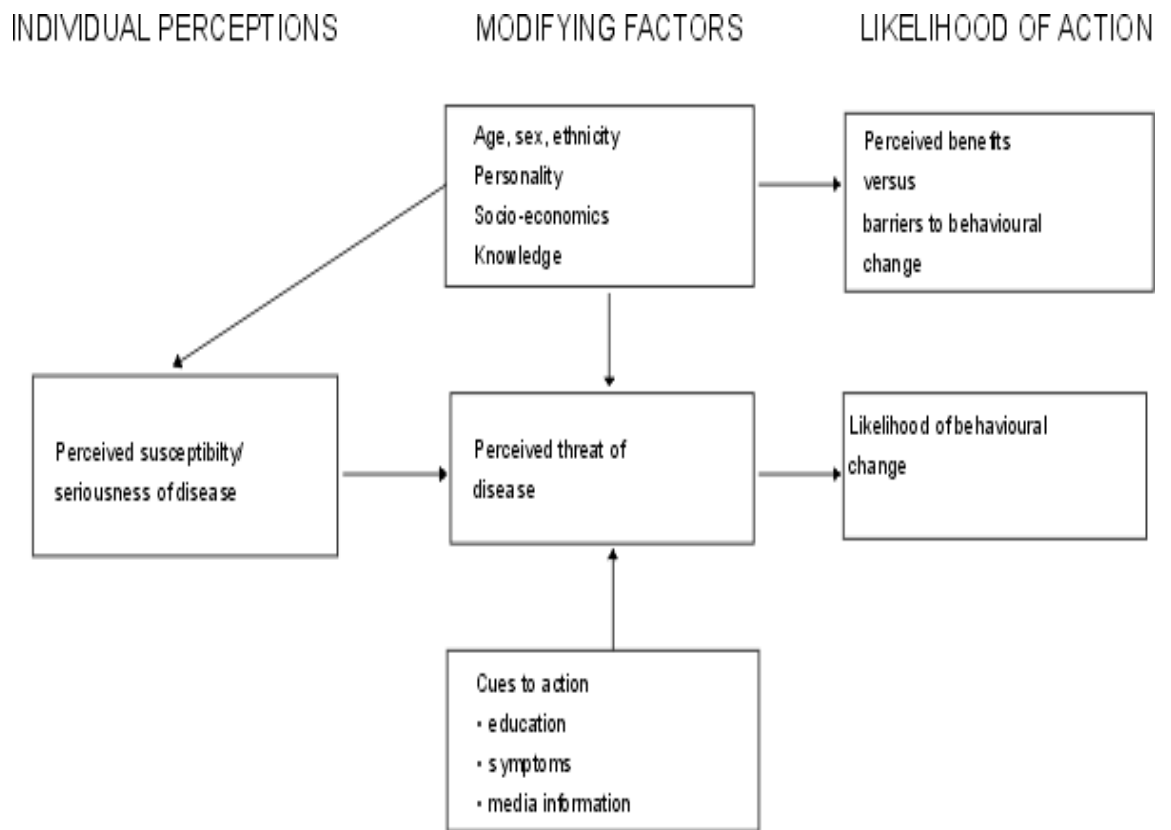 INDIVIDUAL PERCEPTIONS
MODIFYING FACTORS
LIKELIHOOD OF ACTION
Age, sex, ethnicity
Personality
Socio-economics
Knowledge
Perceived benefits
versus
barriers to behavioural
change
Perceived susceptibilty/
seriousness of disease
Perceived threat of
disease
Likelihood of behavioural
change
Cues to action
• education
• symptoms
• media information